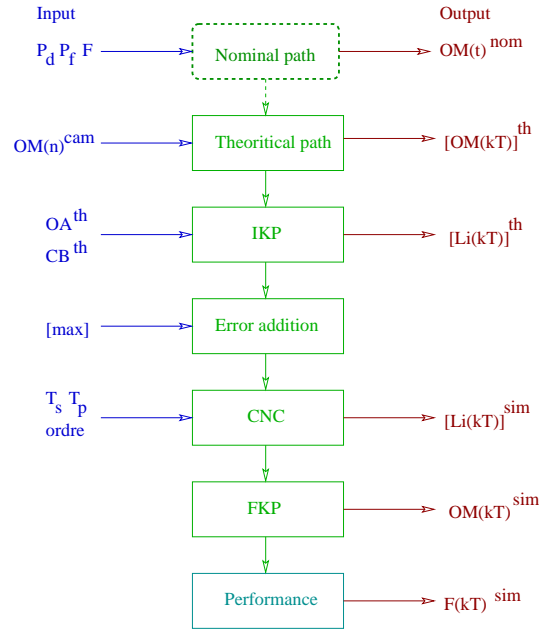 Input Output
P_d P_f F Nominal path OM(t)^nom
OM(n)^cam Theoritical path [OM(kT)]^th
OA^th
CB^th IKP [Li(kT)]^th
[max] Error addition
T_s T_p
ordre CNC [Li(kT)]^sim
FKP OM(kT)^sim
Performance F(kT)^sim